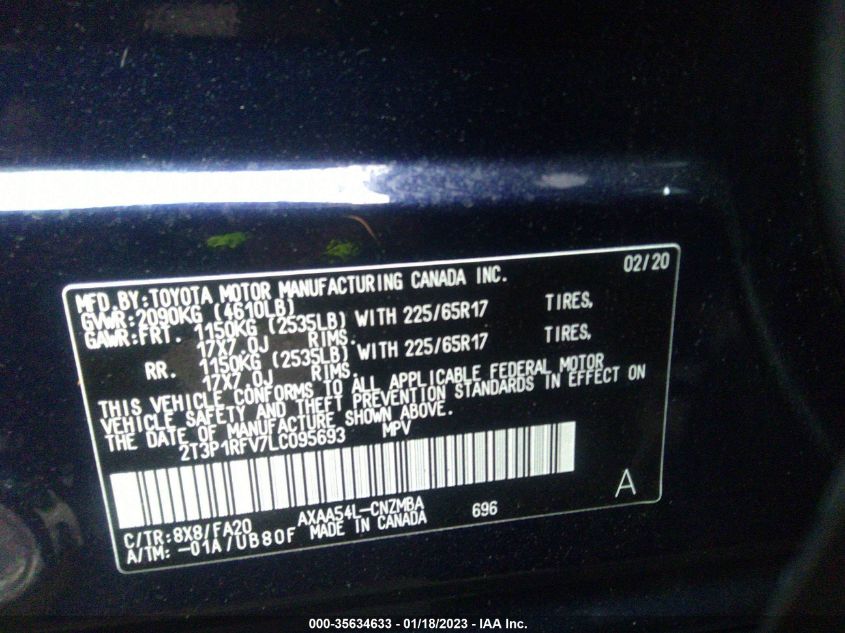 02/20
MFD.BY:TOYOTA MOTOR MANUFACTURING CANADA INC.
GVWR:2090KG (4610LB)
GAWR:FRT. 1150KG (2535LB) WITH 225/65R17 TIRES,
17X7.0J RIMS.
RR. 1150KG (2535LB) WITH 225/65R17 TIRES,
17X7.0J RIMS.
THIS VEHICLE CONFORMS TO ALL APPLICABLE FEDERAL MOTOR
VEHICLE SAFETY AND THEFT PREVENTION STANDARDS IN EFFECT ON
THE DATE OF MANUFACTURE SHOWN ABOVE.
2T3P1RFV7LC095693 MPV
A
C/TR:8X8/FA20 AXAA54L-CNZMBA 696
A/TM:-01A/UB80F MADE IN CANADA
000-35634633 - 01/18/2023 - IAA Inc.